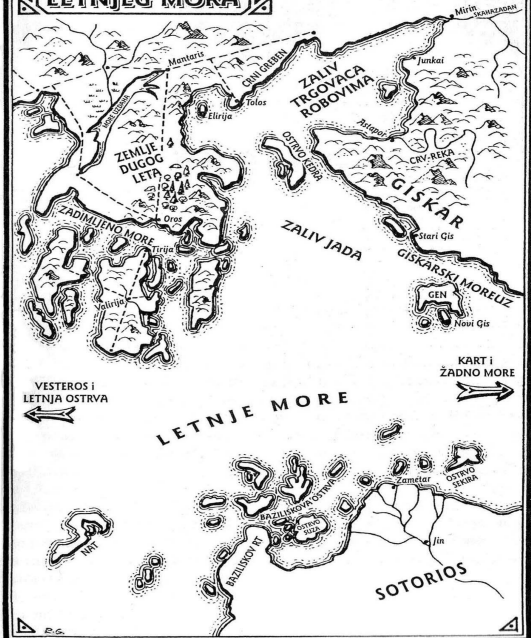 LETNJEG MORA
Mirin
SKAHAZADAN
Mantaris
CRNI GREBEN
Junkai
Tolos
ZALIV
TRGOVACA
ROBOVIMA
Elirija
Astapor
ZEMLJE
DUGOG
LETA
OSTRVO KEDRA
CRV-REKA
GISKAR
Oros
ZADIMLJENO MORE
Stari Gis
ZALIV JADA
Tirija
GISKARSKI MOREUZ
Valirija
GEN
Novi Gis
VESTEROS i
LETNJA OSTRVA
KART i
ŽADNO MORE
LETNJE MORE
OSTRVO
SEKIRA
Zametar
BAZILISKOVA OSTRVA
OSTRVO
SUZA
NAT
BAZILISKOV RT
Jin
SOTORIOS
R.G.